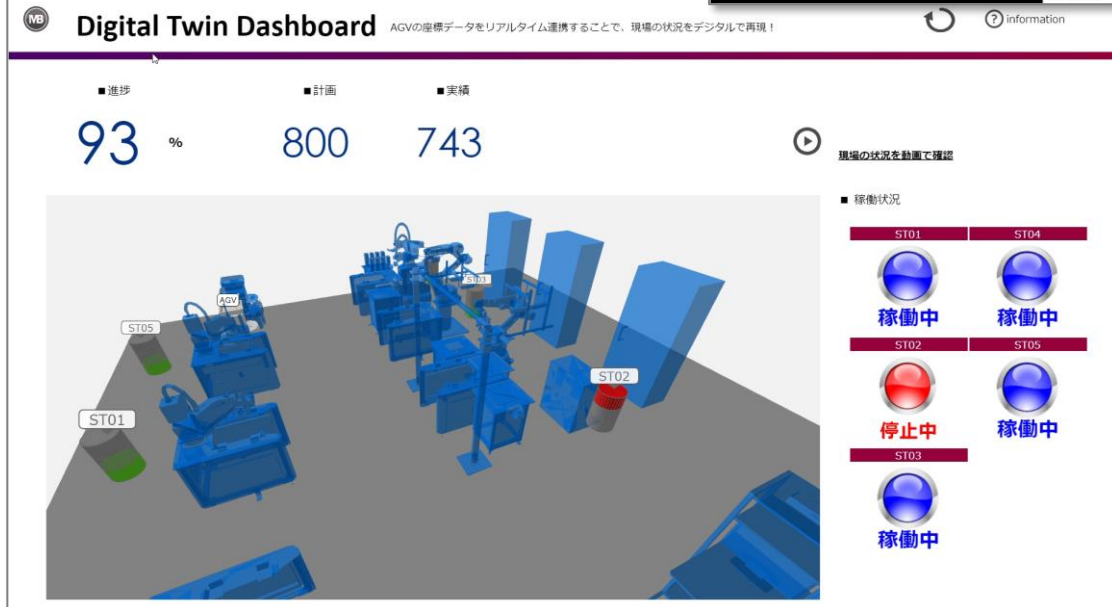 MB
Digital Twin Dashboard
AGVの座標データをリアルタイム連携することで、現場の状況をデジタルで再現！
? information
■進捗
■計画
■実績
93 %
800
743
現場の状況を動画で確認
■ 稼働状況
ST01
ST04
稼働中
稼働中
ST02
ST05
停止中
稼働中
ST03
稼働中
ST03
AGV
ST05
ST02
ST01